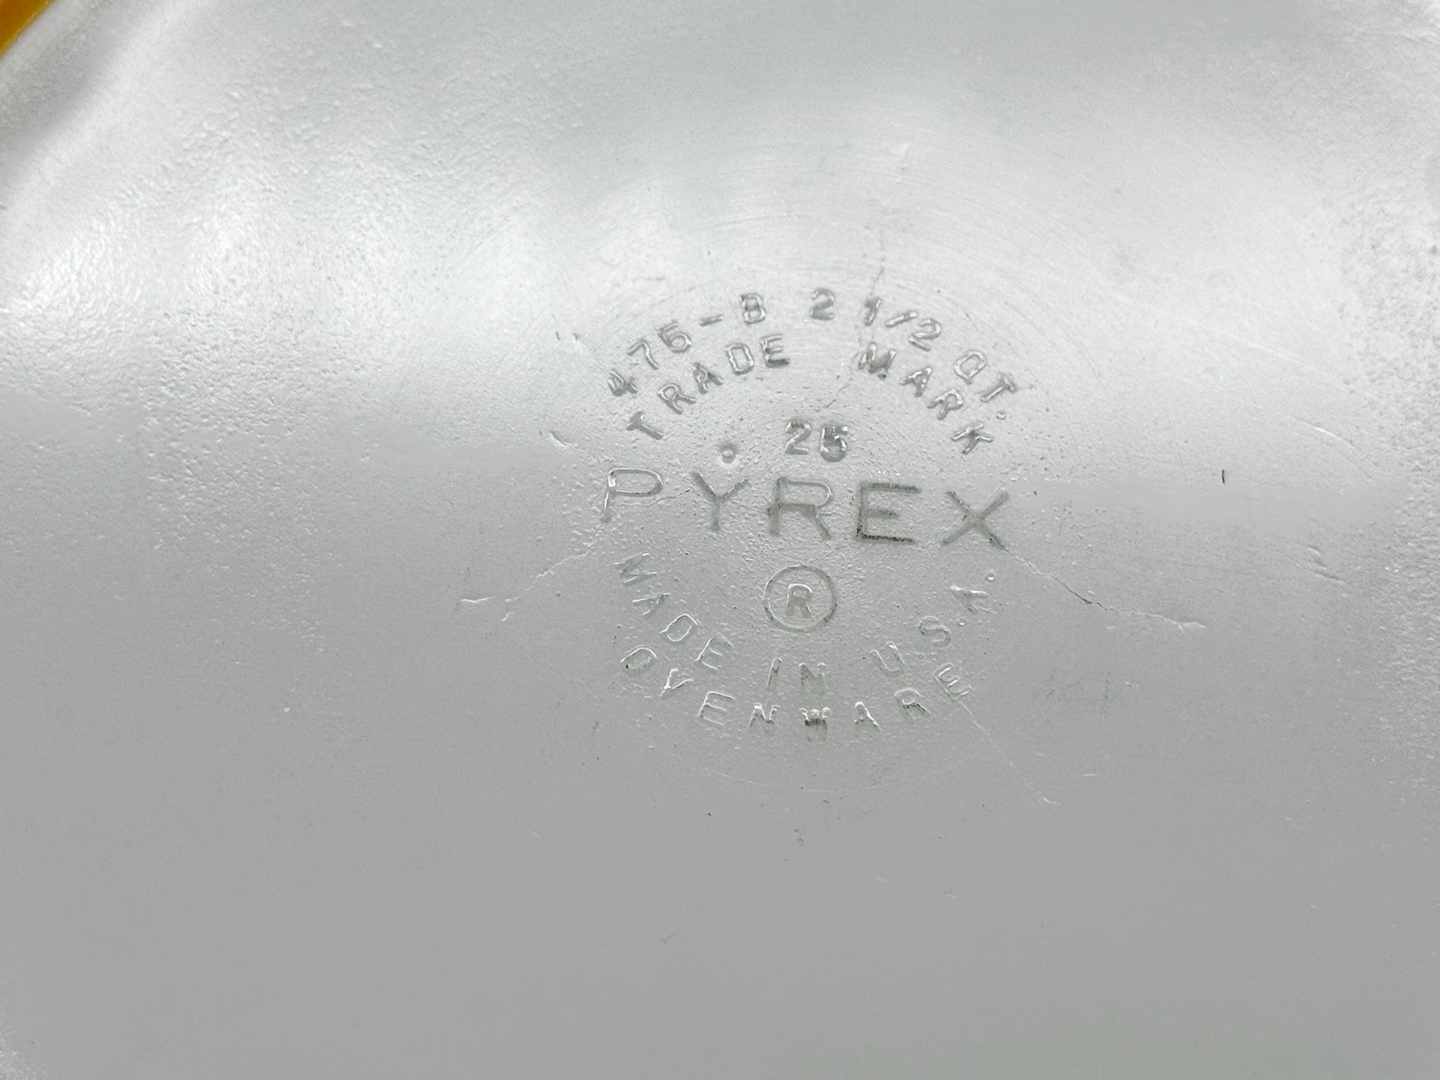 475-B 2 1/2 QT.
TRADE MARK
25
PYREX
®
MADE IN U.S.A.
OVENWARE